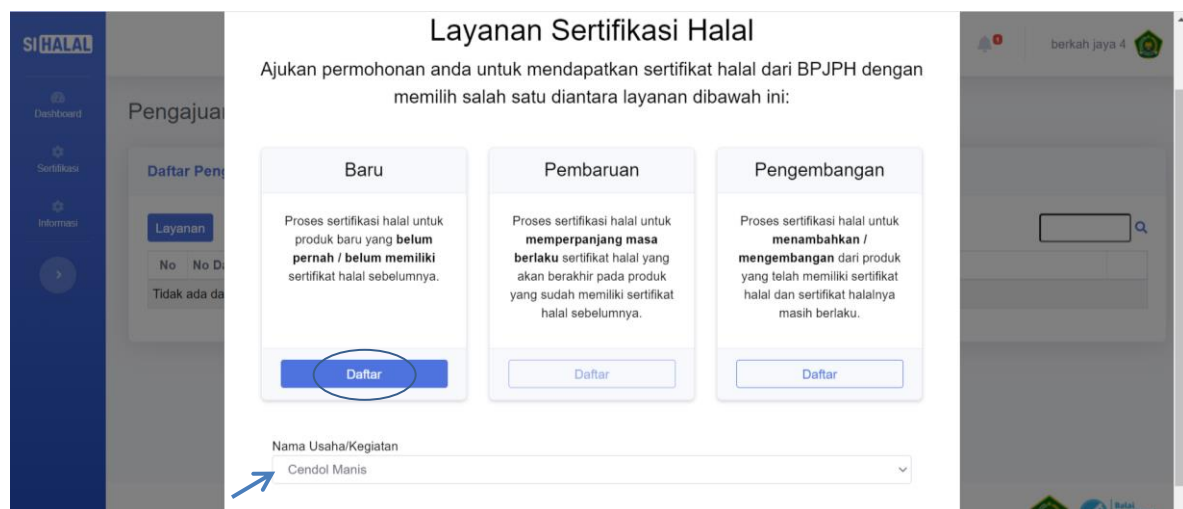 Layanan Sertifikasi Halal
SIHALAL
0
berkah jaya 4
Ajukan permohonan anda untuk mendapatkan sertifikat halal dari BPJPH dengan
memilih salah satu diantara layanan dibawah ini:
Dashboard
Sertifikasi
Informasi
Pengajua
Daftar Peng
Layanan
No No Da
Tidak ada da
Baru
Proses sertifikasi halal untuk
produk baru yang belum
pernah / belum memiliki
sertifikat halal sebelumnya.
Daftar
Pembaruan
Proses sertifikasi halal untuk
memperpanjang masa
berlaku sertifikat halal yang
akan berakhir pada produk
yang sudah memiliki sertifikat
halal sebelumnya.
Daftar
Pengembangan
Proses sertifikasi halal untuk
menambahkan /
mengembangan dari produk
yang telah memiliki sertifikat
halal dan sertifikat halalnya
masih berlaku.
Daftar
Nama Usaha/Kegiatan
Cendol Manis
Balai